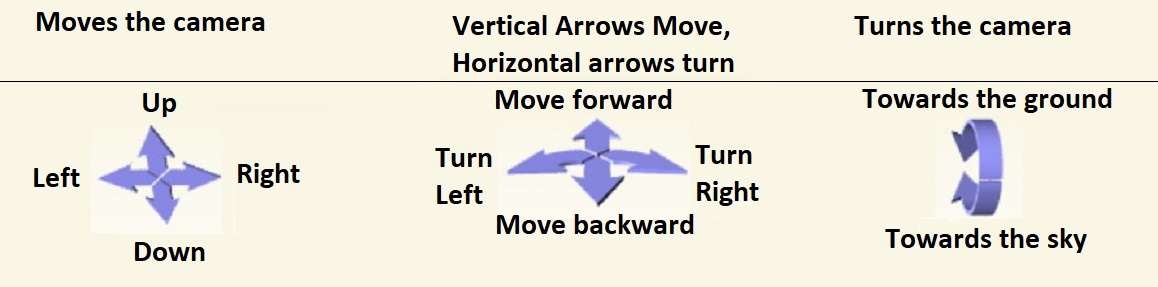 Moves the camera
Vertical Arrows Move,
Horizontal arrows turn
Turns the camera
Up
Left
Right
Down
Move forward
Turn
Left
Turn
Right
Move backward
Towards the ground
Towards the sky